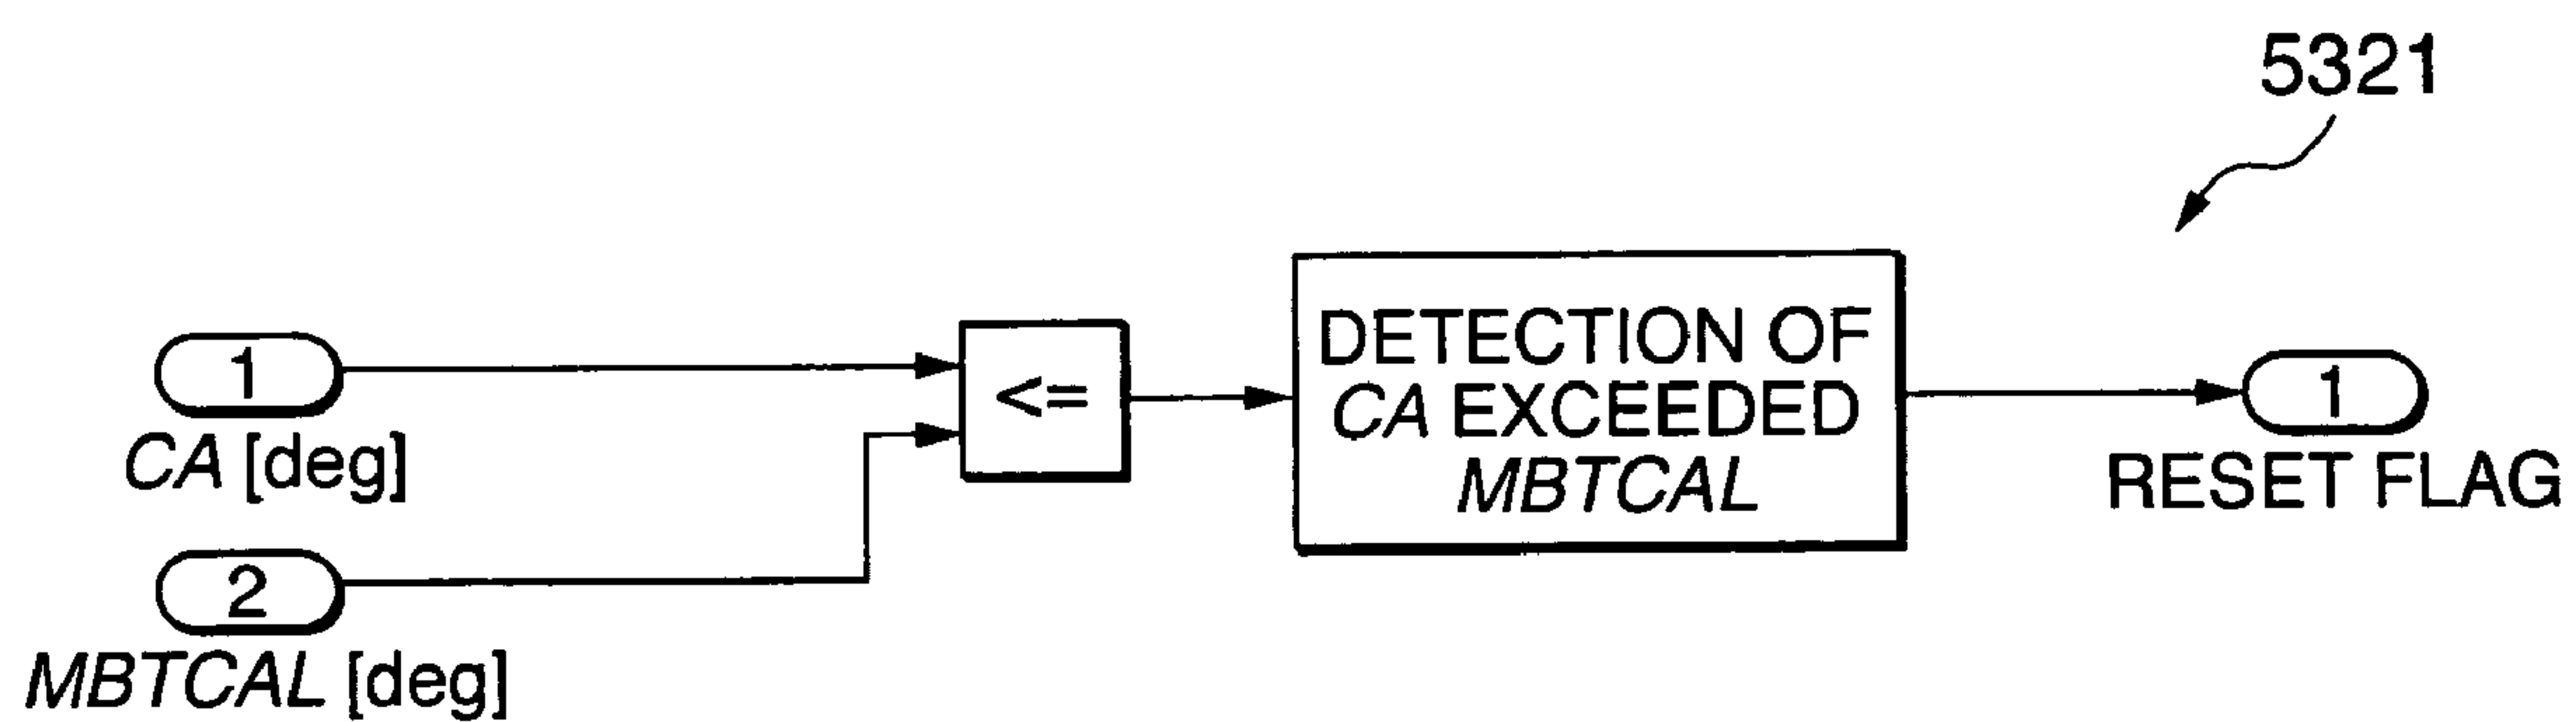 5321
1
CA [deg]
2
MBTCAL [deg]
<=
DETECTION OF
CA EXCEEDED
MBTCAL
1
RESET FLAG